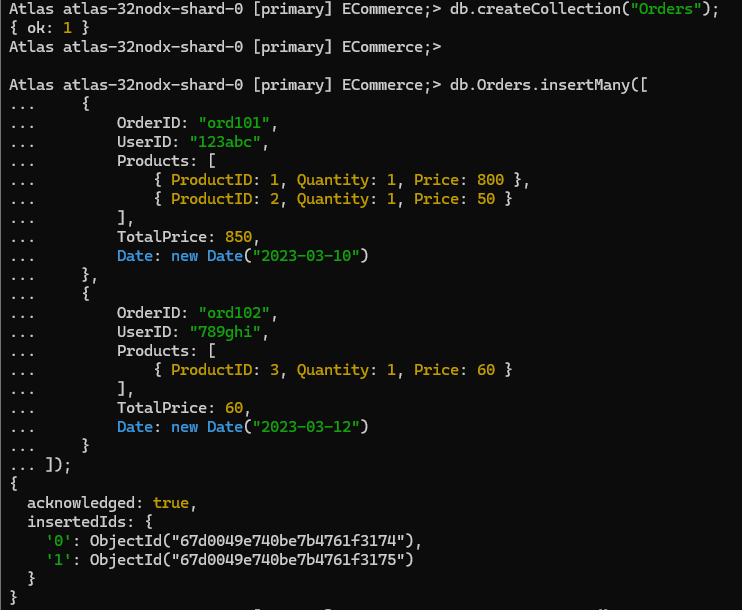 Atlas atlas-32nodx-shard-0 [primary] ECommerce;> db.createCollection("Orders");
{ ok: 1 }
Atlas atlas-32nodx-shard-0 [primary] ECommerce;>
Atlas atlas-32nodx-shard-0 [primary] ECommerce;> db.Orders.insertMany([
...     {
...         OrderID: "ord101",
...         UserID: "123abc",
...         Products: [
...             { ProductID: 1, Quantity: 1, Price: 800 },
...             { ProductID: 2, Quantity: 1, Price: 50 }
...         ],
...         TotalPrice: 850,
...         Date: new Date("2023-03-10")
...     },
...     {
...         OrderID: "ord102",
...         UserID: "789ghi",
...         Products: [
...             { ProductID: 3, Quantity: 1, Price: 60 }
...         ],
...         TotalPrice: 60,
...         Date: new Date("2023-03-12")
...     }
... ]);
{
  acknowledged: true,
  insertedIds: {
    '0': ObjectId("67d0049e740be7b4761f3174"),
    '1': ObjectId("67d0049e740be7b4761f3175")
  }
}